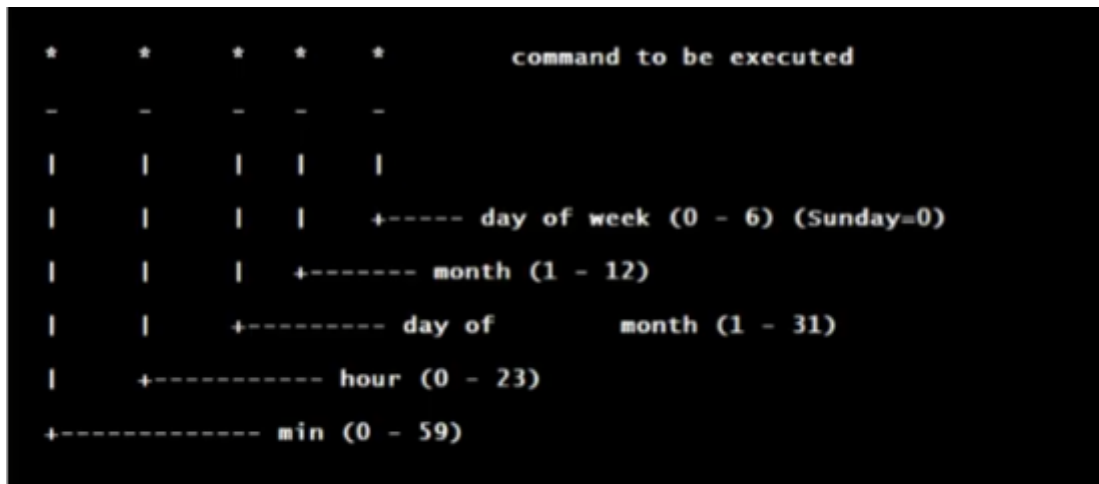 * * * * * command to be executed
- - - - -
| | | | |
| | | | +----- day of week (0 - 6) (Sunday=0)
| | | +------- month (1 - 12)
| | +--------- day of month (1 - 31)
| +----------- hour (0 - 23)
+------------- min (0 - 59)